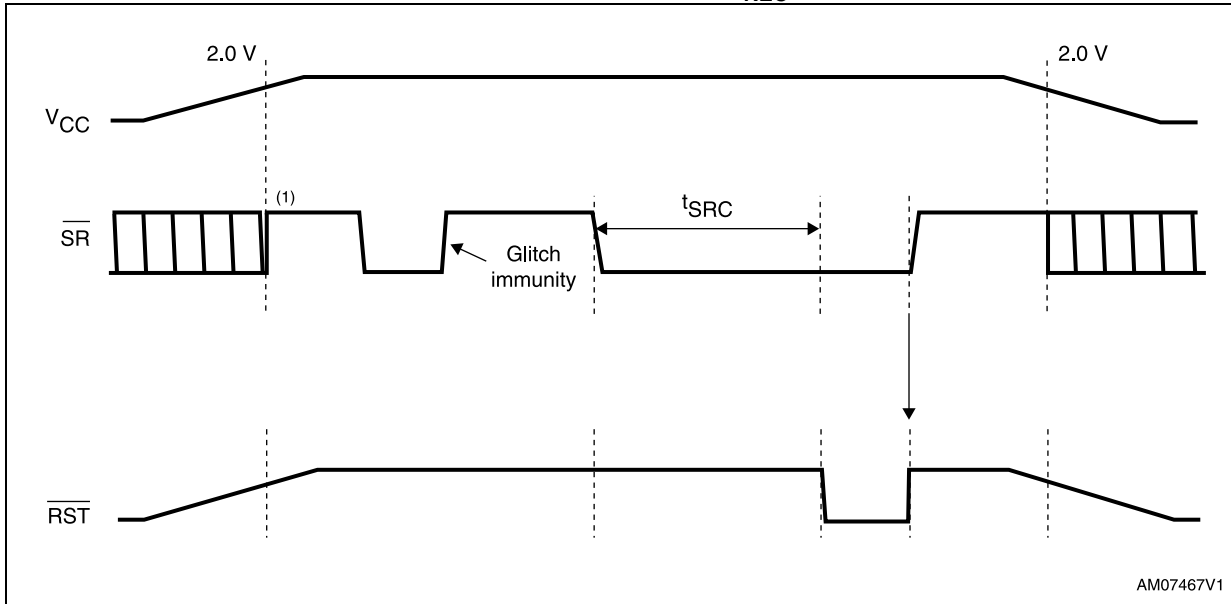 2.0 V
2.0 V
VCC
(1)
SR
tSRC
Glitch
immunity
RST
AM07467V1